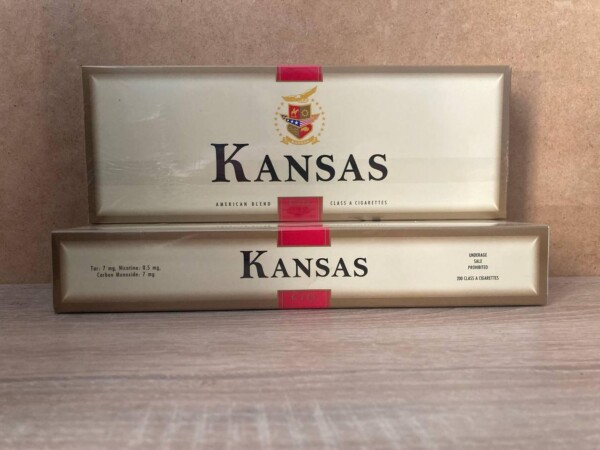 KANSAS
AMERICAN BLEND CLASS A CIGARETTES
Tar: 7 mg, Nicotine: 0.5 mg,
Carbon Monoxide: 7 mg
KANSAS
UNDERAGE
SALE
PROHIBITED
200 CLASS A CIGARETTES